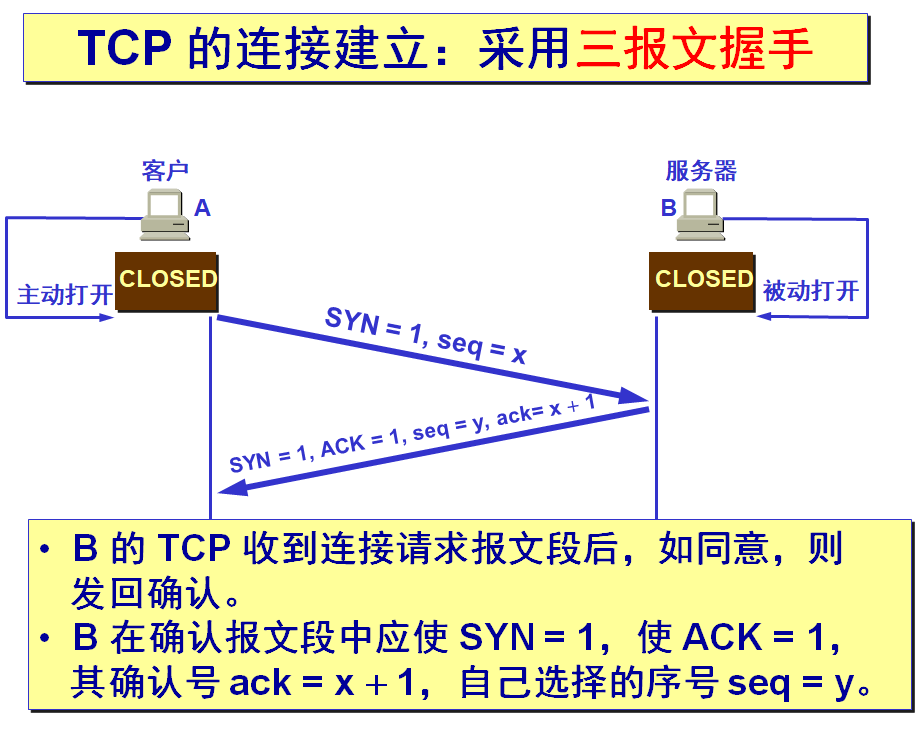 TCP 的连接建立：采用三报文握手
客户
服务器
A
B
CLOSED
CLOSED
主动打开
被动打开
SYN = 1, seq = x
SYN = 1, ACK = 1, seq = y, ack= x + 1
• B 的 TCP 收到连接请求报文段后，如同意，则
发回确认。
• B 在确认报文段中应使 SYN = 1，使 ACK = 1，
其确认号 ack = x + 1，自己选择的序号 seq = y。